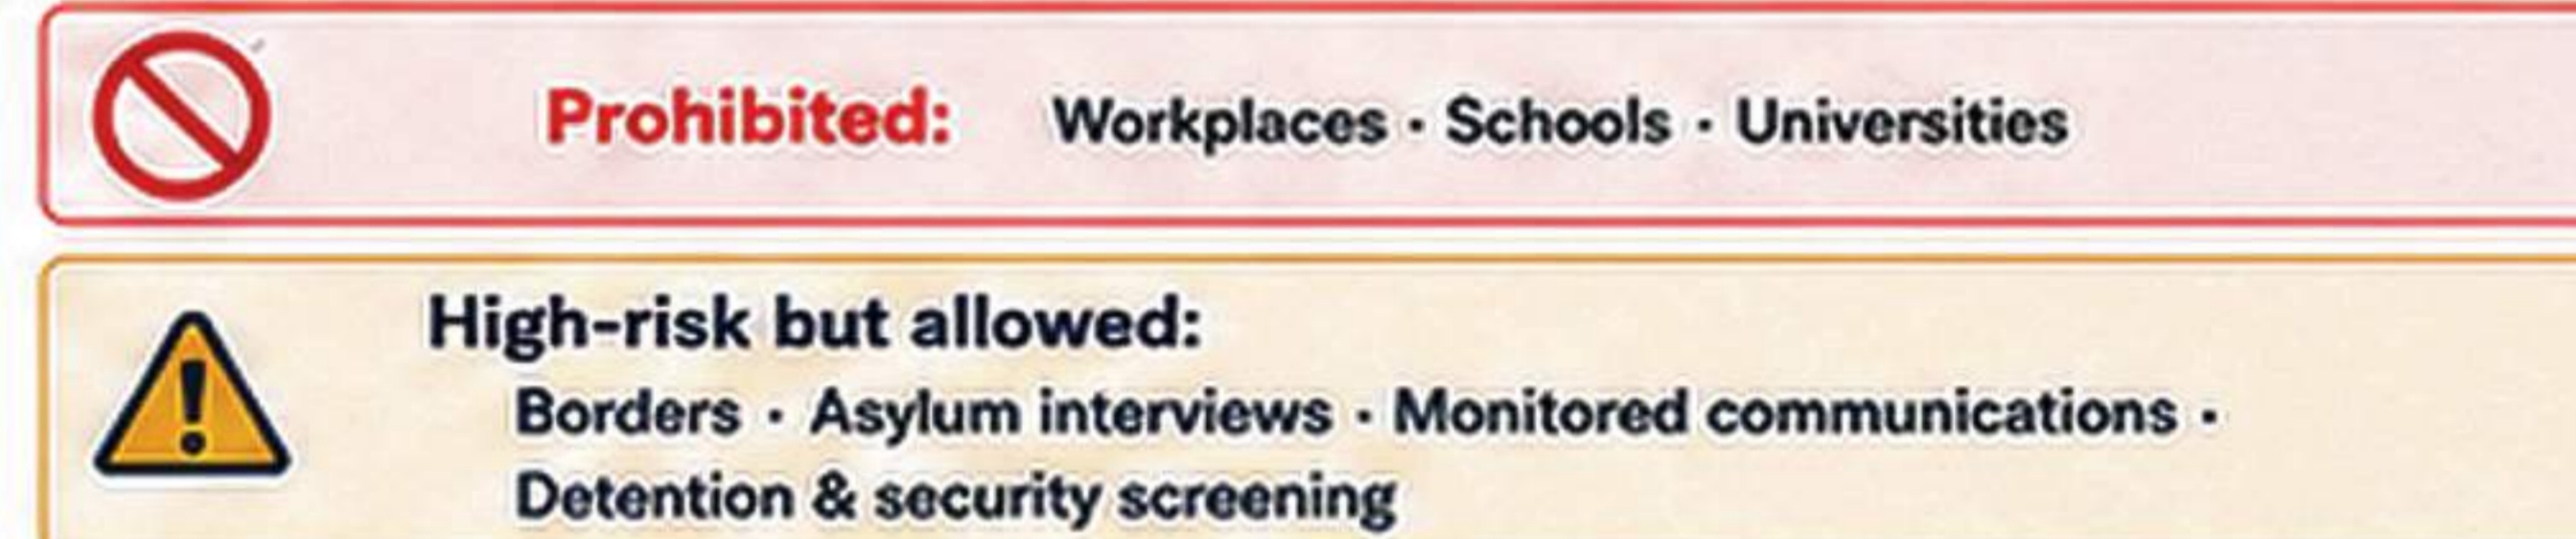 Prohibited: Workplaces · Schools · Universities
High-risk but allowed:
Borders · Asylum interviews · Monitored communications ·
Detention & security screening